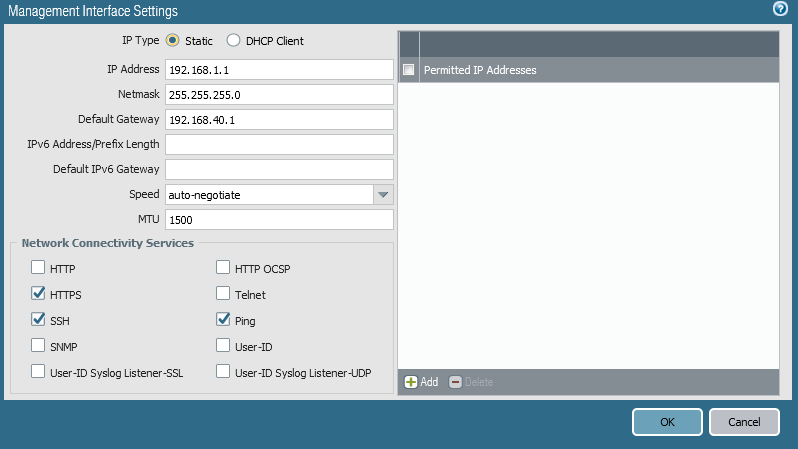 Management Interface Settings
IP Type Static DHCP Client
IP Address 192.168.1.1
Netmask 255.255.255.0
Default Gateway 192.168.40.1
IPv6 Address/Prefix Length
Default IPv6 Gateway
Speed auto-negotiate
MTU 1500
Network Connectivity Services
HTTP HTTP OCSP
HTTPS Telnet
SSH Ping
SNMP User-ID
User-ID Syslog Listener-SSL User-ID Syslog Listener-UDP
Permitted IP Addresses
Add Delete
OK Cancel